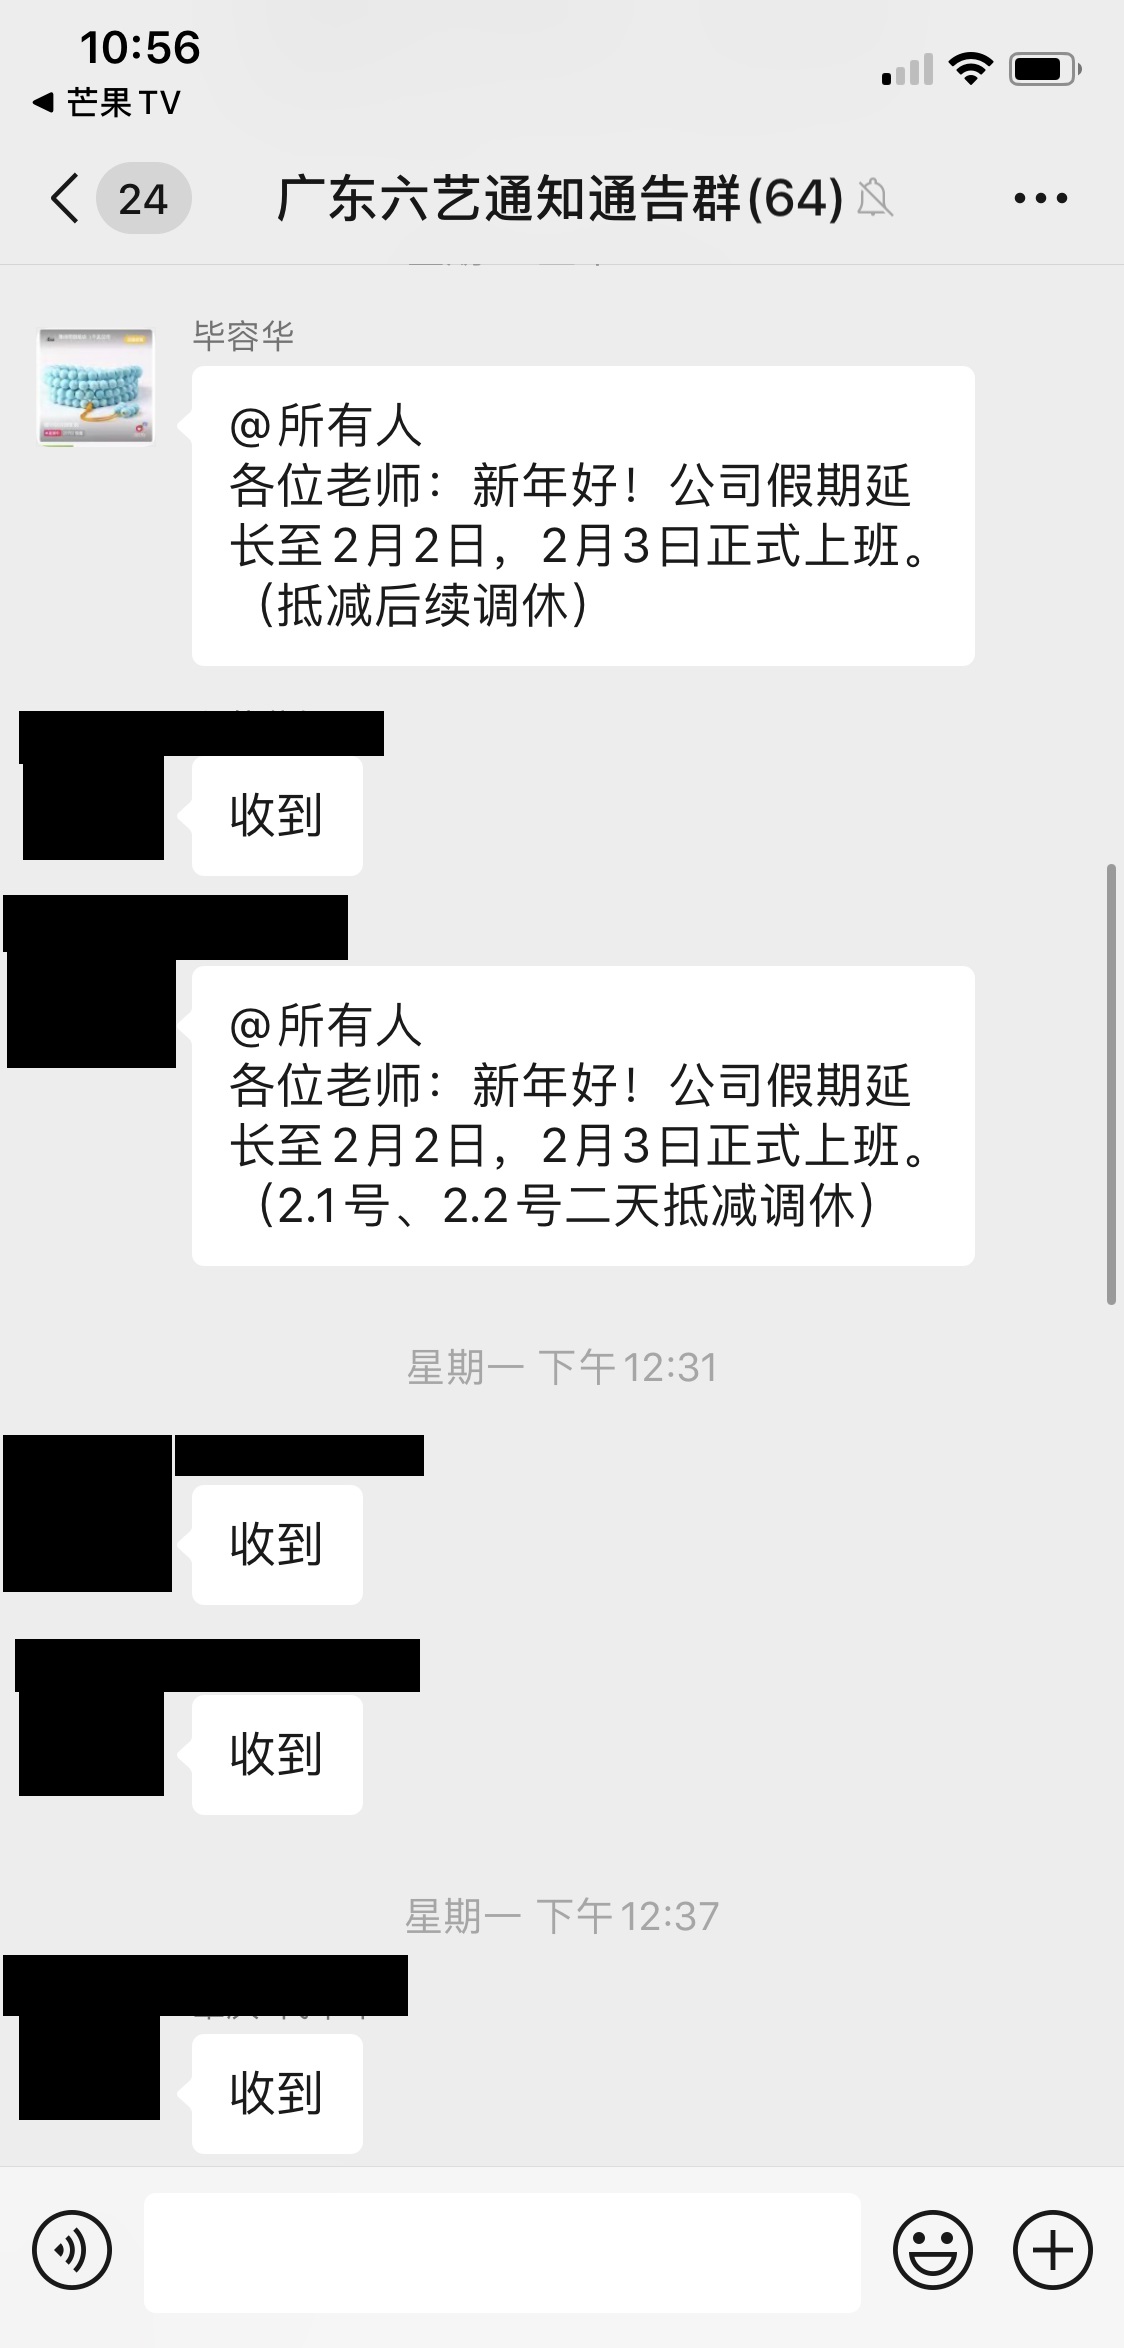 10:56
芒果TV
24
广东六艺通知通告群(64)
毕容华
@所有人
各位老师：新年好！公司假期延
长至2月2日，2月3曰正式上班。
（抵减后续调休）
收到
@所有人
各位老师：新年好！公司假期延
长至2月2日，2月3曰正式上班。
（2.1号、2.2号二天抵减调休）
星期一 下午12:31
收到
收到
星期一 下午12:37
收到